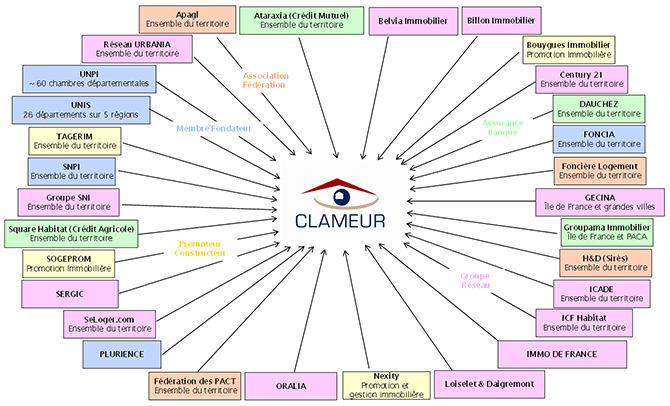 Apagl
Ensemble du territoire
Ataraxia (Crédit Mutuel)
Ensemble du territoire
Belvia Immobilier
Billon Immobilier
Réseau URBANIA
Ensemble du territoire
Bouygues Immobilier
Promotion Immobilière
UNPI
~ 60 chambres départementales
Association
Fédération
Century 21
Ensemble du territoire
UNIS
26 départements sur 5 régions
Membre Fondateur
Assurance
Banque
DAUCHEZ
Ensemble du territoire
TAGERIM
Ensemble du territoire
FONCIA
Ensemble du territoire
SNPI
Ensemble du territoire
Foncière Logement
Ensemble du territoire
Groupe SNI
Ensemble du territoire
CLAMEUR
GECINA
Île de France et grandes villes
Square Habitat (Crédit Agricole)
Ensemble du territoire
Groupama Immobilier
Île de France et PACA
SOGEPROM
Promotion Immobilière
Promoteur
Constructeur
H&D (Sirès)
Ensemble du territoire
SERGIC
Groupe
Réseau
ICADE
Ensemble du territoire
SeLoger.com
Ensemble du territoire
ICF Habitat
Ensemble du territoire
PLURIENCE
IMMO DE FRANCE
Fédération des PACT
Ensemble du territoire
ORALIA
Nexity
Promotion et
gestion immobilière
Loiselet & Daigremont